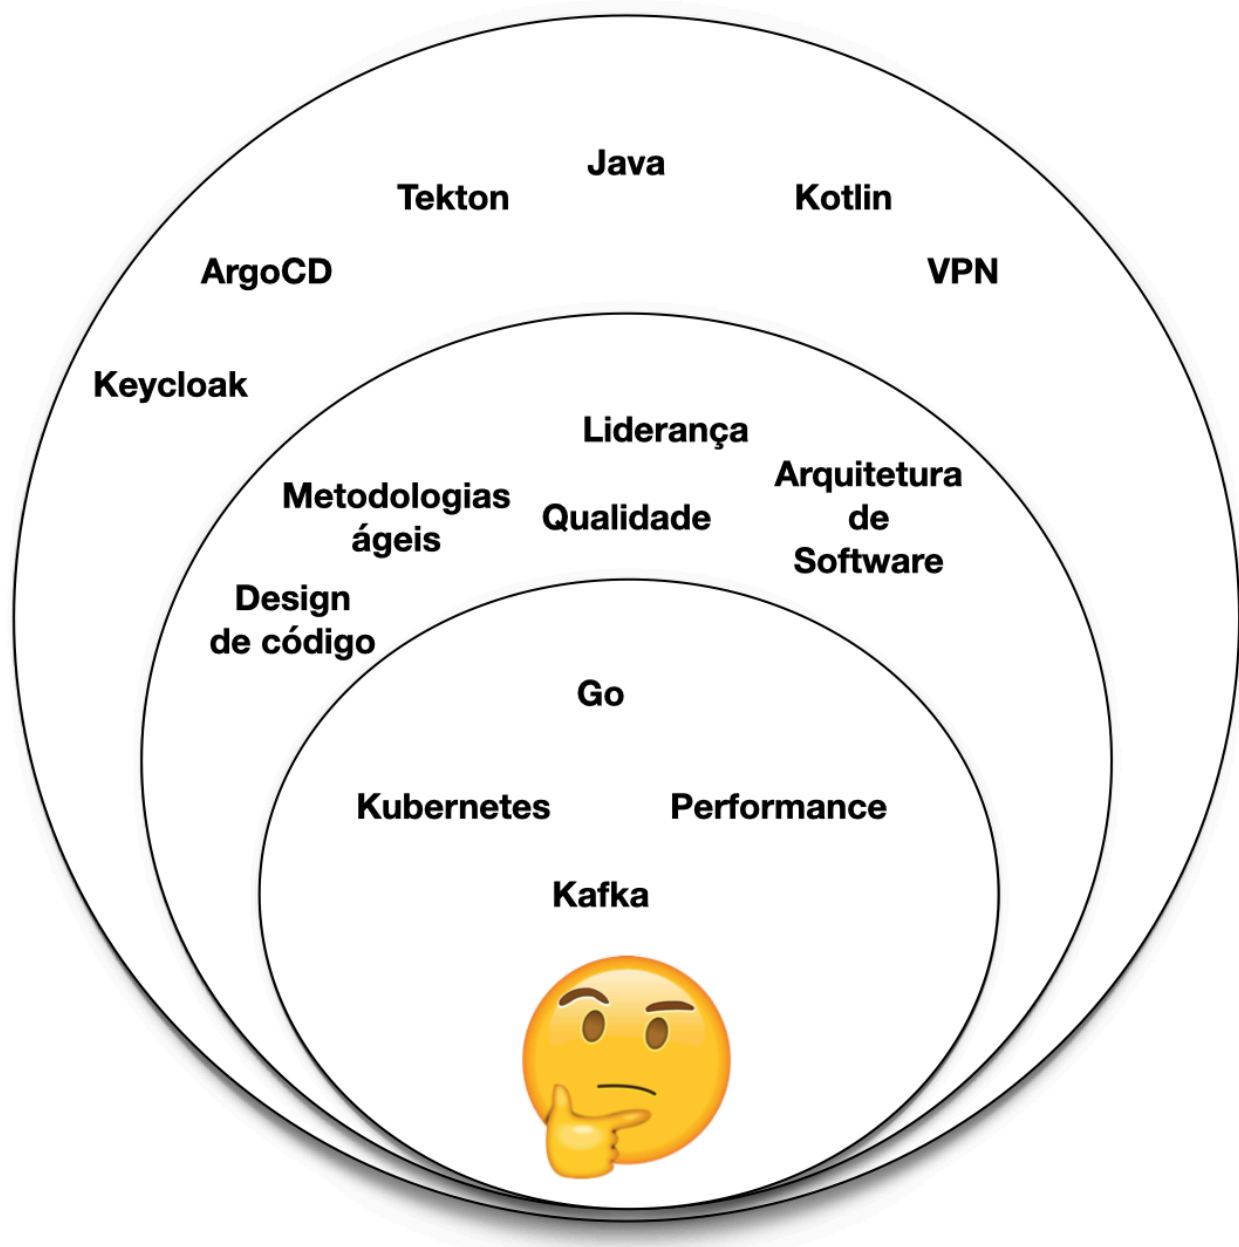 Java
Tekton
Kotlin
ArgoCD
VPN
Keycloak
Liderança
Metodologias
ágeis
Qualidade
Arquitetura
de
Software
Design
de código
Go
Kubernetes
Performance
Kafka